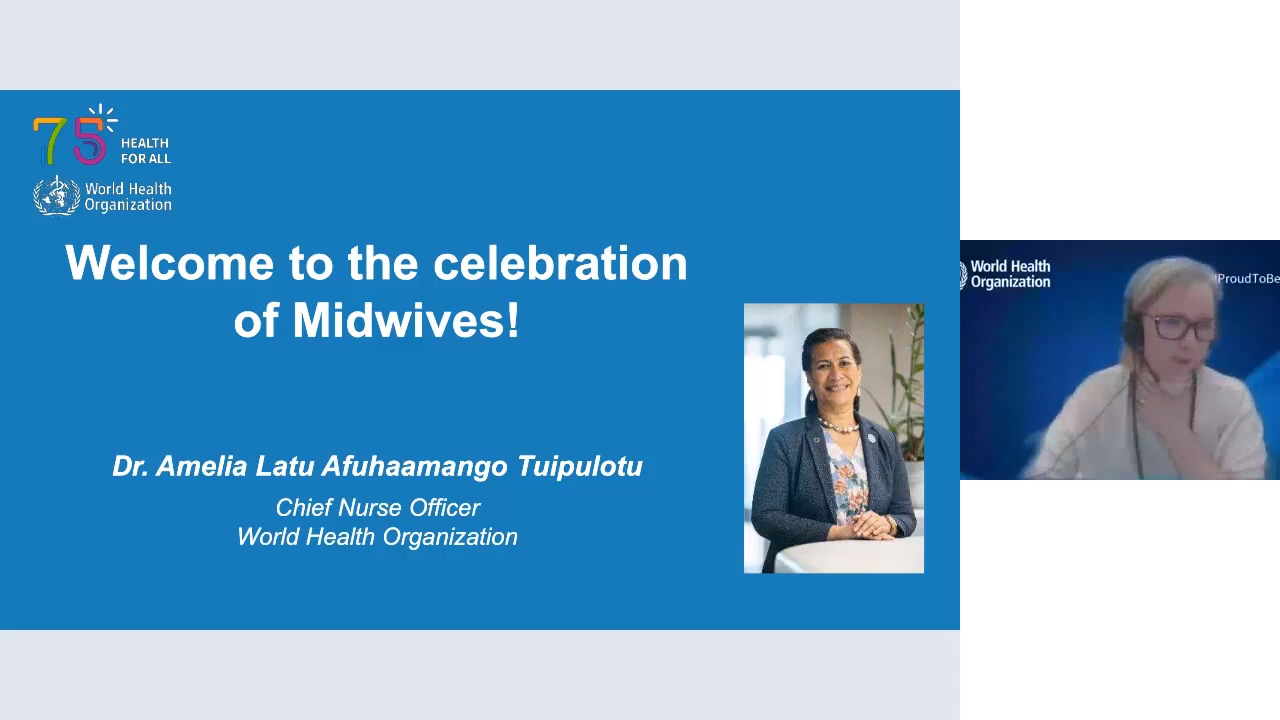 75
HEALTH
FOR ALL
World Health
Organization
Welcome to the celebration
of Midwives!
Dr. Amelia Latu Afuhaamango Tuipulotu
Chief Nurse Officer
World Health Organization
World Health
Organization
ProudToBe